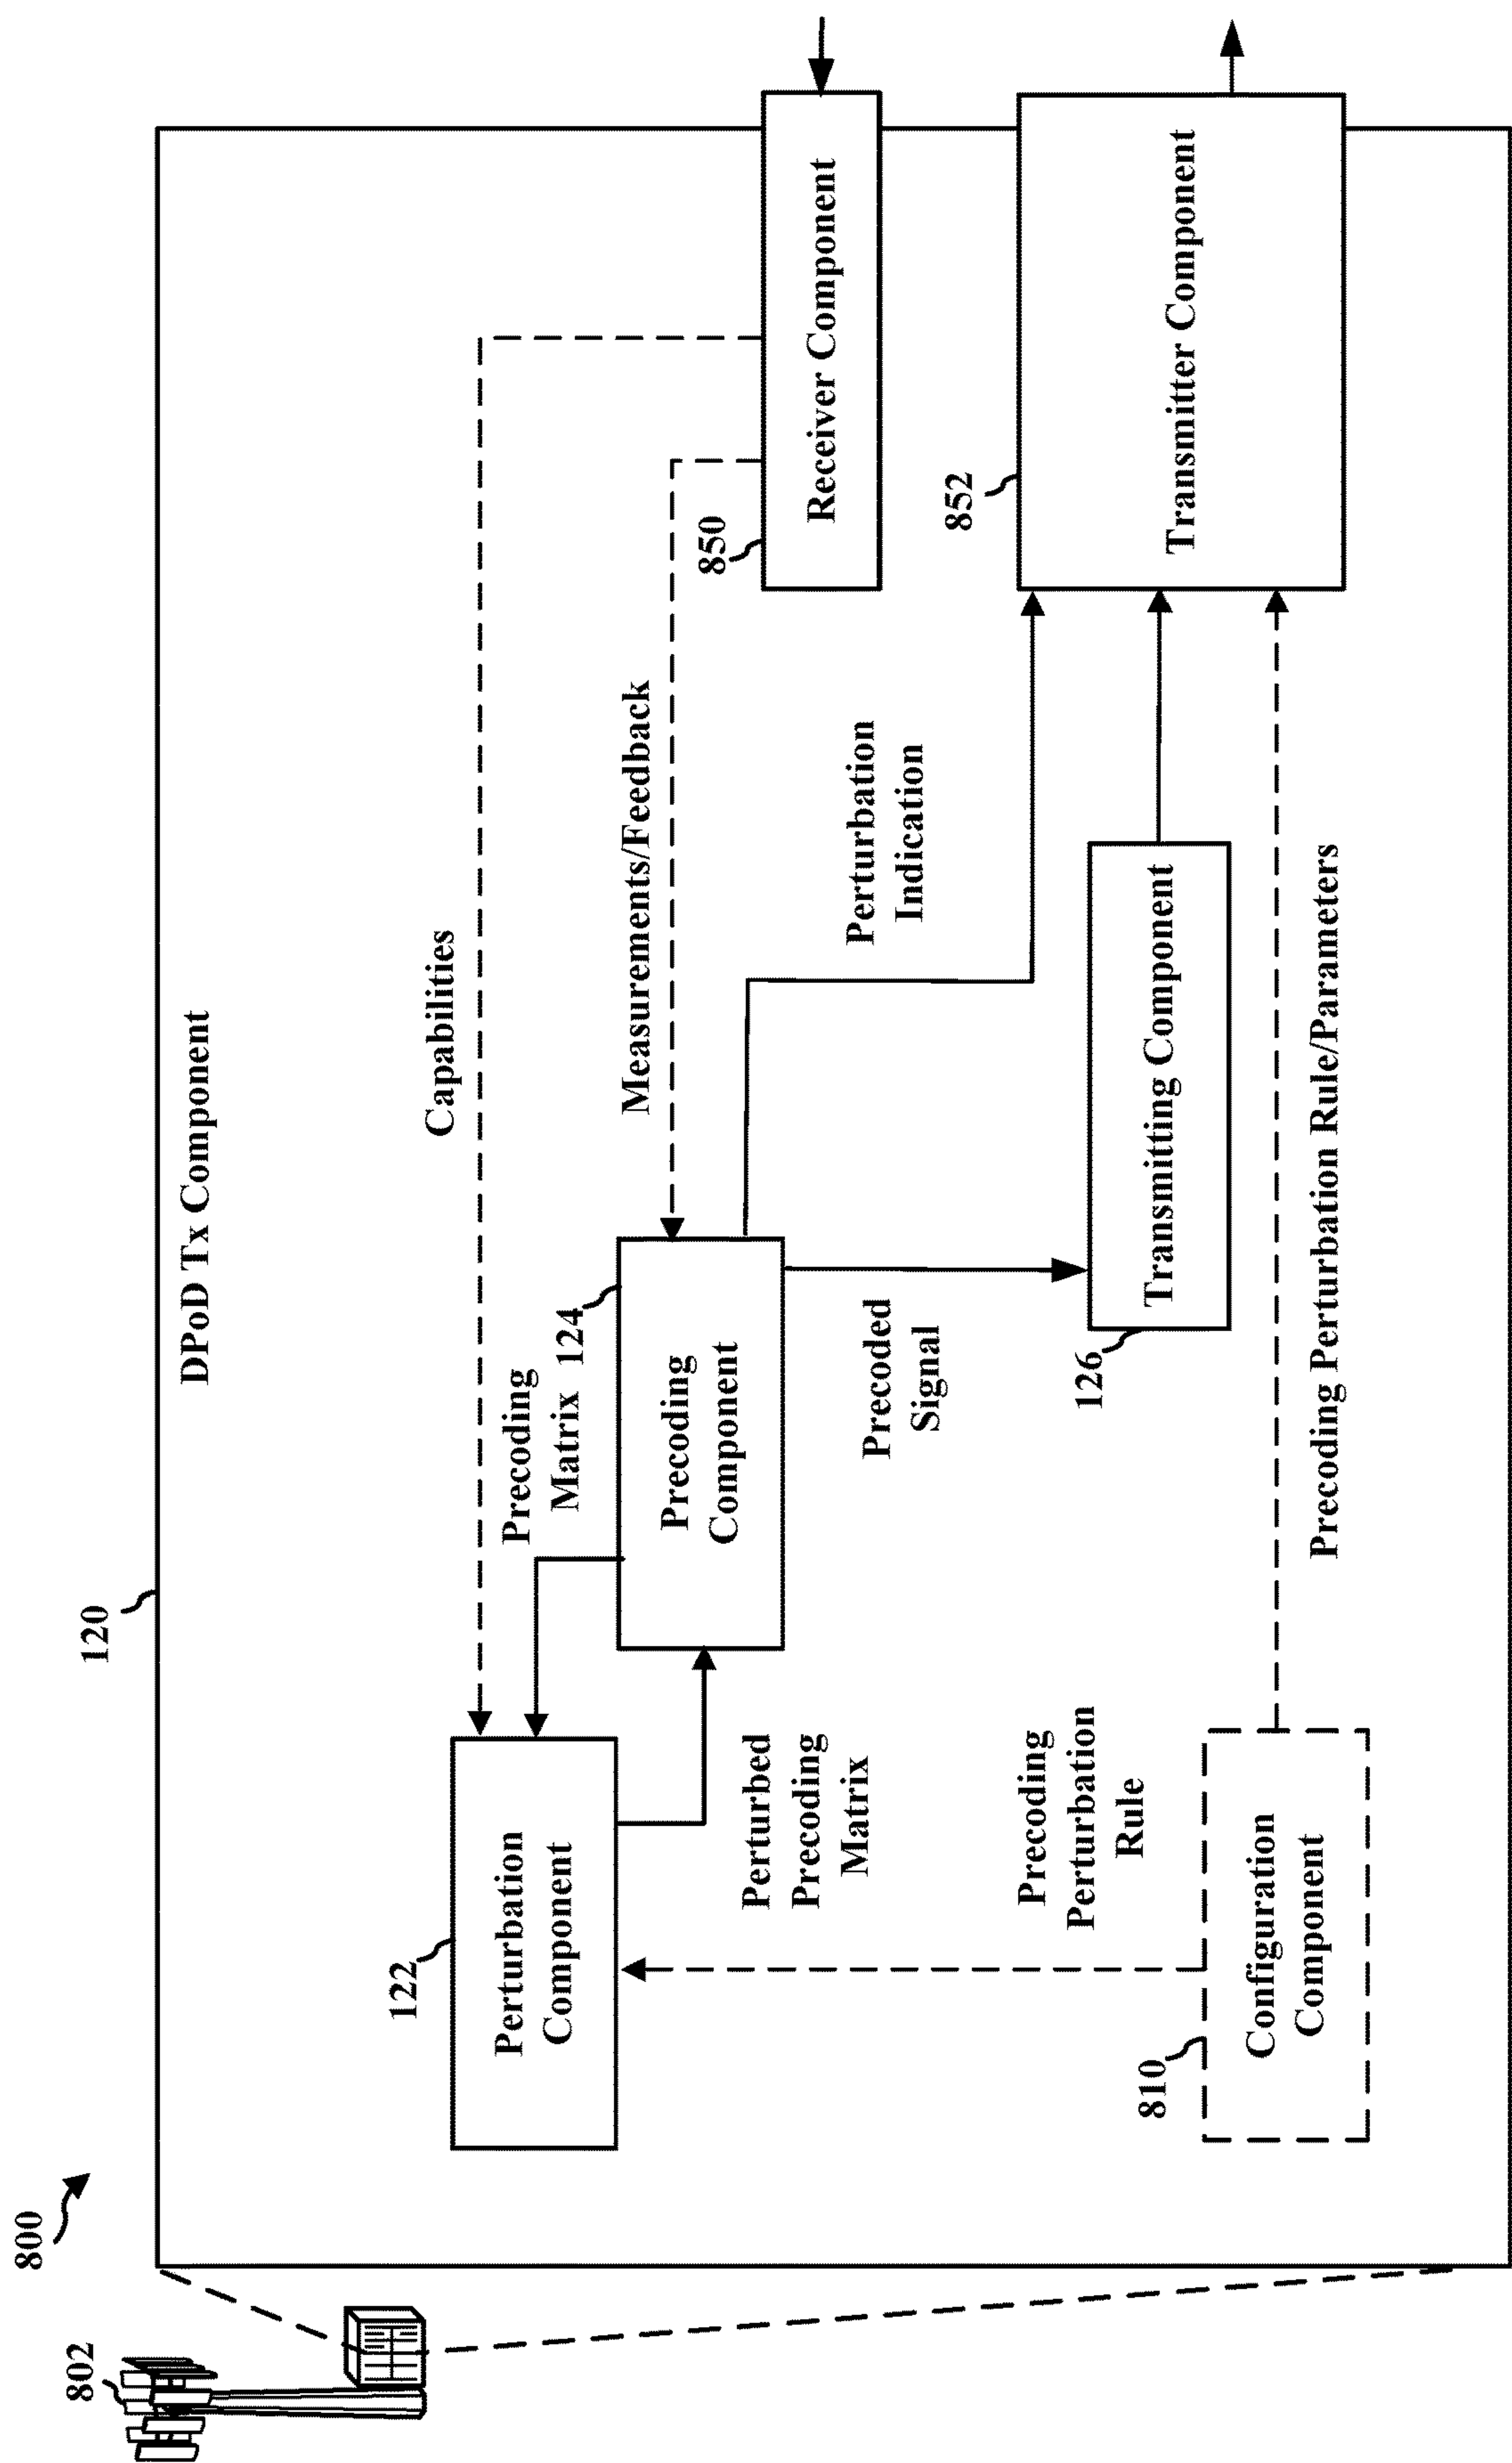 800
802
120
DPoD Tx Component
Capabilities
122
Perturbation
Component
Precoding
Matrix
124
Precoding
Component
Measurements/Feedback
850
Receiver Component
Perturbed
Precoding
Matrix
Perturbation
Indication
Precoded
Signal
852
Transmitter Component
Precoding
Perturbation
Rule
126
Transmitting Component
810
Configuration
Component
Precoding Perturbation Rule/Parameters